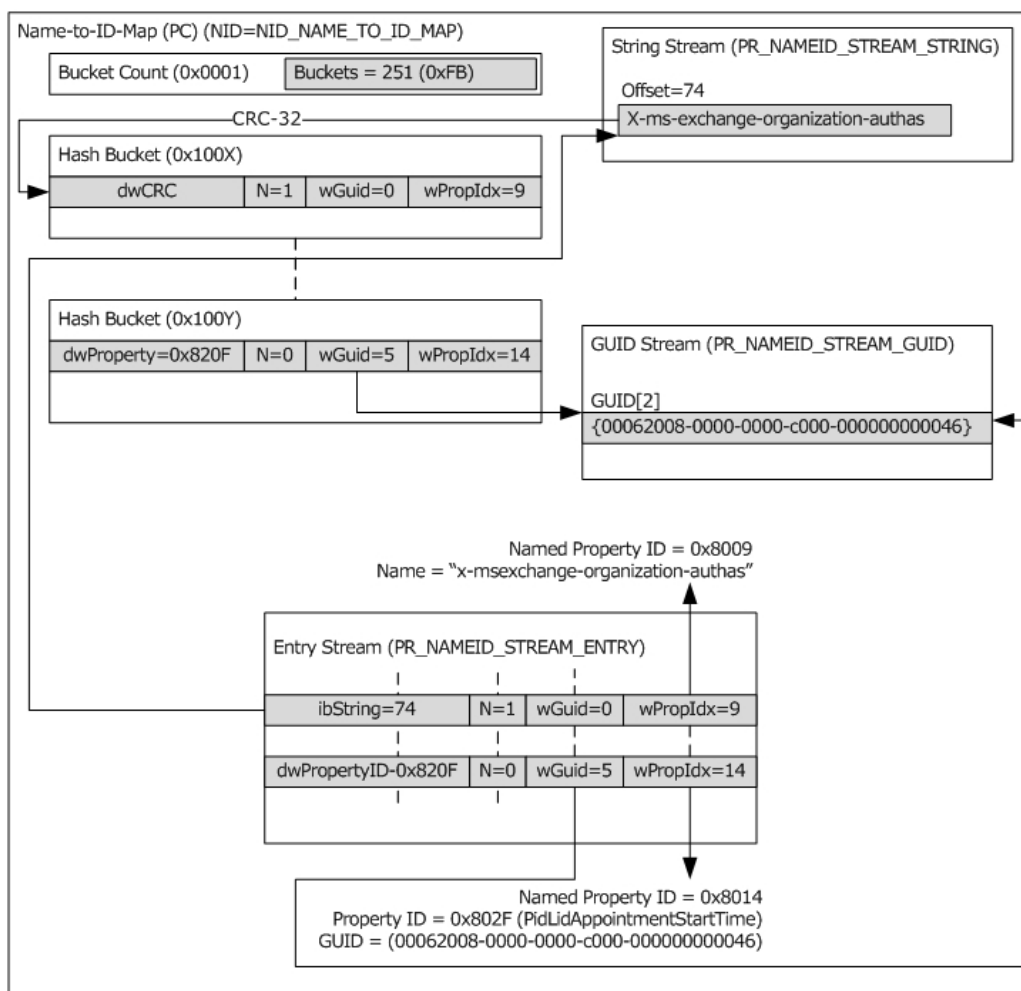 Name-to-ID-Map (PC) (NID=NID_NAME_TO_ID_MAP)
Bucket Count (0x0001)
Buckets = 251 (0xFB)
String Stream (PR_NAMEID_STREAM_STRING)
Offset=74
X-ms-exchange-organization-authas
CRC-32
Hash Bucket (0x100X)
dwCRC N=1 wGuid=0 wPropIdx=9
Hash Bucket (0x100Y)
dwProperty=0x820F N=0 wGuid=5 wPropIdx=14
GUID Stream (PR_NAMEID_STREAM_GUID)
GUID[2]
{00062008-0000-0000-c000-000000000046}
Named Property ID = 0x8009
Name = “x-msexchange-organization-authas”
Entry Stream (PR_NAMEID_STREAM_ENTRY)
ibString=74 N=1 wGuid=0 wPropIdx=9
dwPropertyID-0x820F N=0 wGuid=5 wPropIdx=14
Named Property ID = 0x8014
Property ID = 0x802F (PidLidAppointmentStartTime)
GUID = (00062008-0000-0000-c000-000000000046)